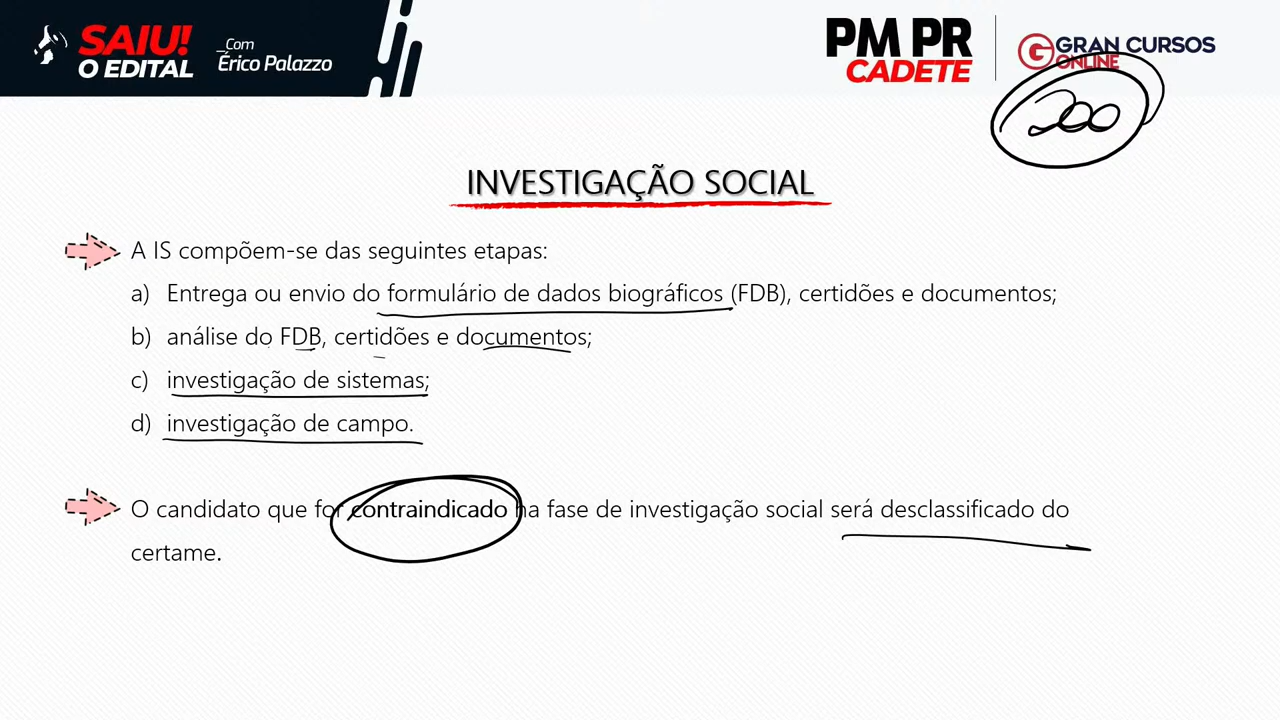 SAIU!
O EDITAL
_Com
Érico Palazzo
PM PR
CADETE
GRAN CURSOS
ONLINE
200
INVESTIGAÇÃO SOCIAL
A IS compõem-se das seguintes etapas:
a) Entrega ou envio do formulário de dados biográficos (FDB), certidões e documentos;
b) análise do FDB, certidões e documentos;
c) investigação de sistemas;
d) investigação de campo.
O candidato que for contraindicado na fase de investigação social será desclassificado do
certame.